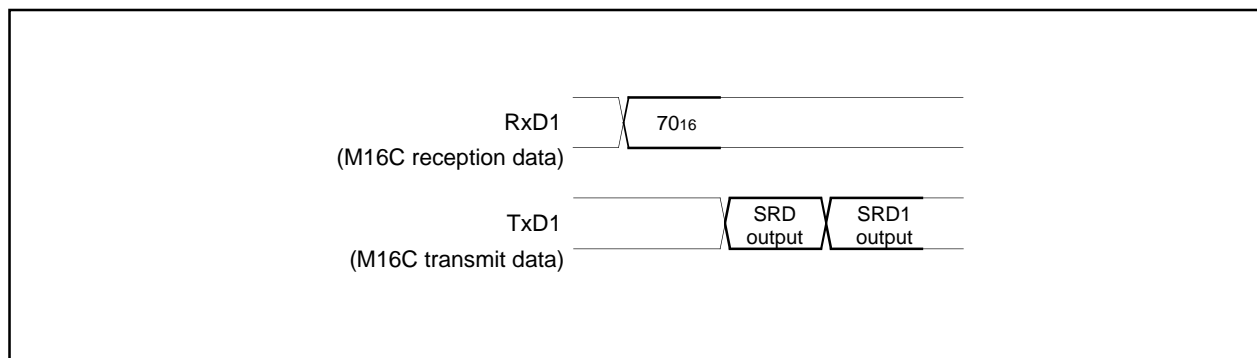 RxD1
(M16C reception data)
7016
TxD1
(M16C transmit data)
SRD
output
SRD1
output